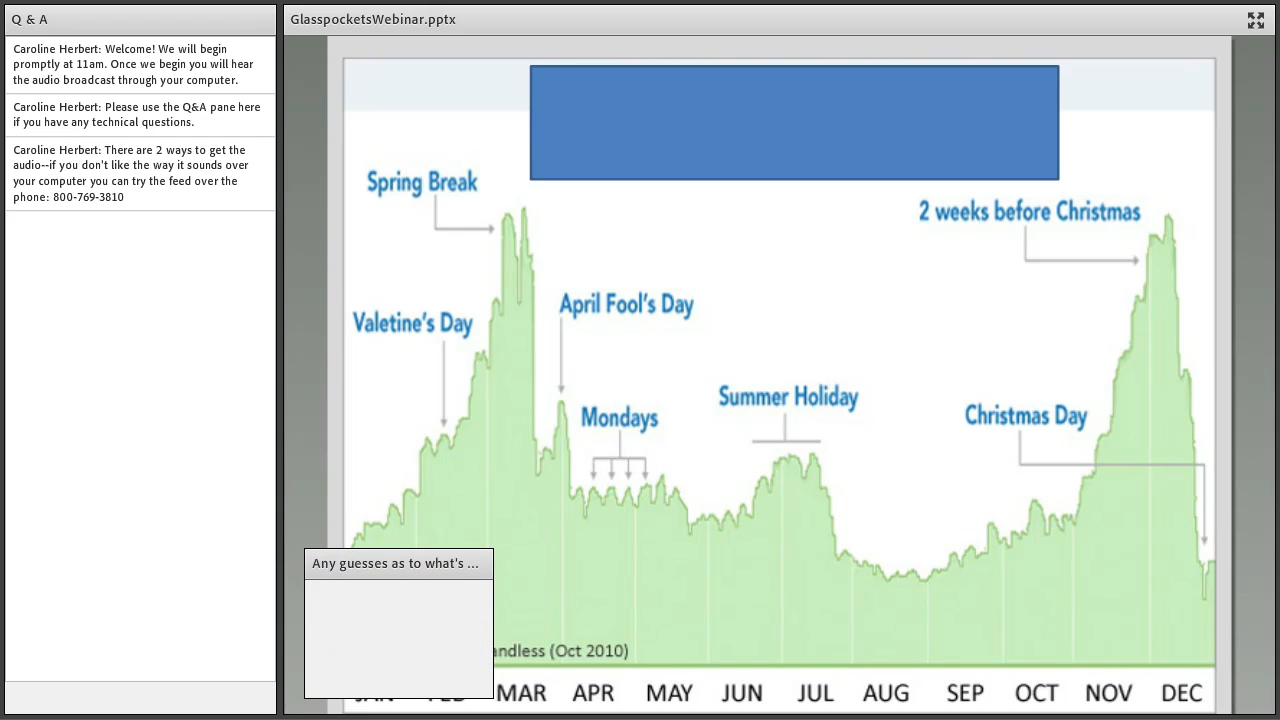 Q & A
Caroline Herbert: Welcome! We will begin
promptly at 11am. Once we begin you will hear
the audio broadcast through your computer.
Caroline Herbert: Please use the Q&A pane here
if you have any technical questions.
Caroline Herbert: There are 2 ways to get the
audio--if you don't like the way it sounds over
your computer you can try the feed over the
phone: 800-769-3810
GlasspocketsWebinar.pptx
Spring Break
2 weeks before Christmas
April Fool's Day
Valetine's Day
Summer Holiday
Mondays
Christmas Day
Any guesses as to what's ...
andless (Oct 2010)
MAR APR MAY JUN JUL AUG SEP OCT NOV DEC